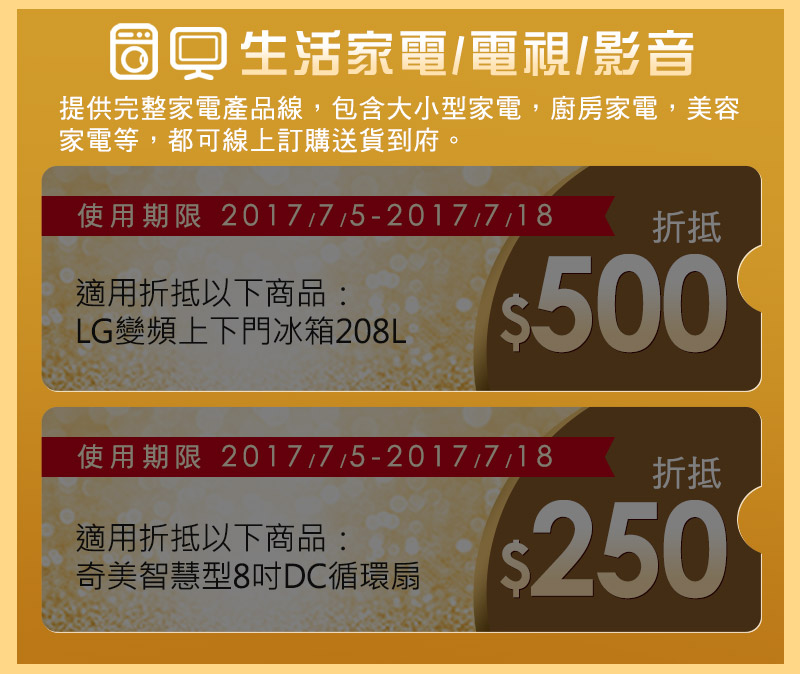 生活家電/電視/影音
提供完整家電產品線，包含大小型家電，廚房家電，美容
家電等，都可線上訂購送貨到府。
使用期限 2017/7/5-2017/7/18
折抵
$500
適用折抵以下商品：
LG變頻上下門冰箱208L
使用期限 2017/7/5-2017/7/18
折抵
$250
適用折抵以下商品：
奇美智慧型8吋DC循環扇